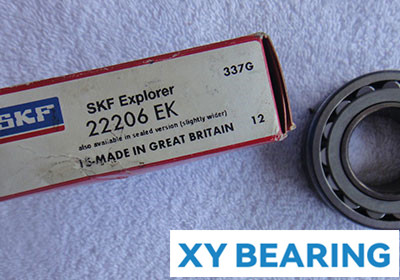 SKF
337G
SKF Explorer
22206 EK
also available in sealed version (slightly wider)
15-MADE IN GREAT BRITAIN 12
XY BEARING